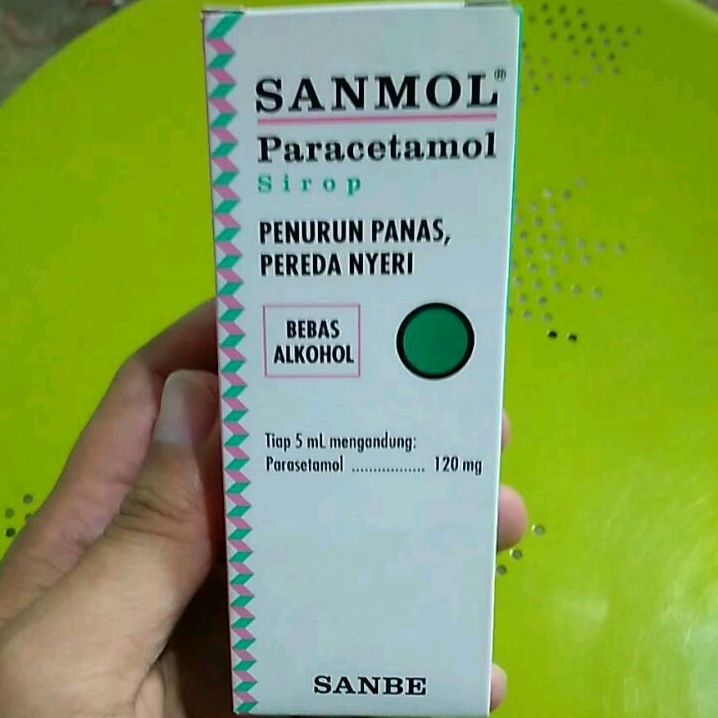 SANMOL®
Paracetamol
Sirop
PENURUN PANAS,
PEREDA NYERI
BEBAS
ALKOHOL
Tiap 5 mL mengandung:
Parasetamol ................. 120 mg
SANBE